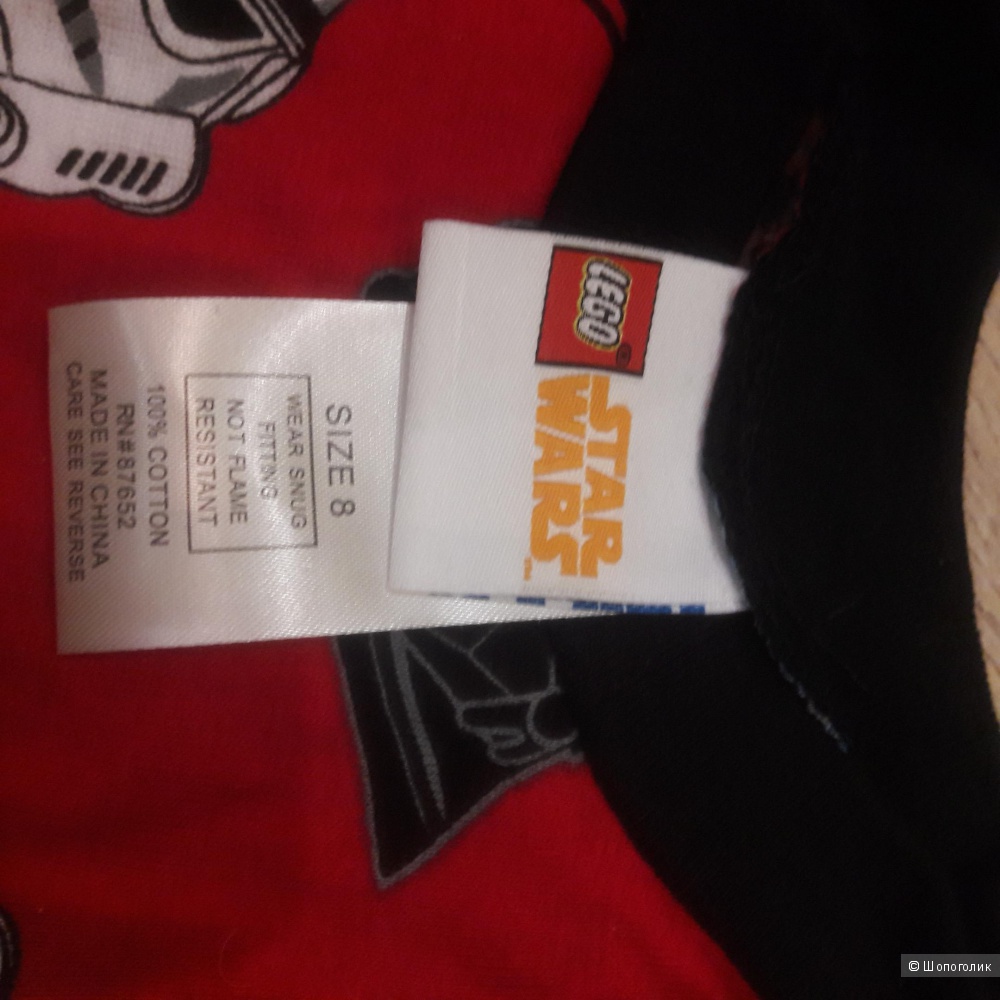 LEGO
STAR
WARS
SIZE 8
WEAR SNUG
FITTING
NOT FLAME
RESISTANT
100% COTTON
RN#87652
MADE IN CHINA
CARE SEE REVERSE
© Шопоголик